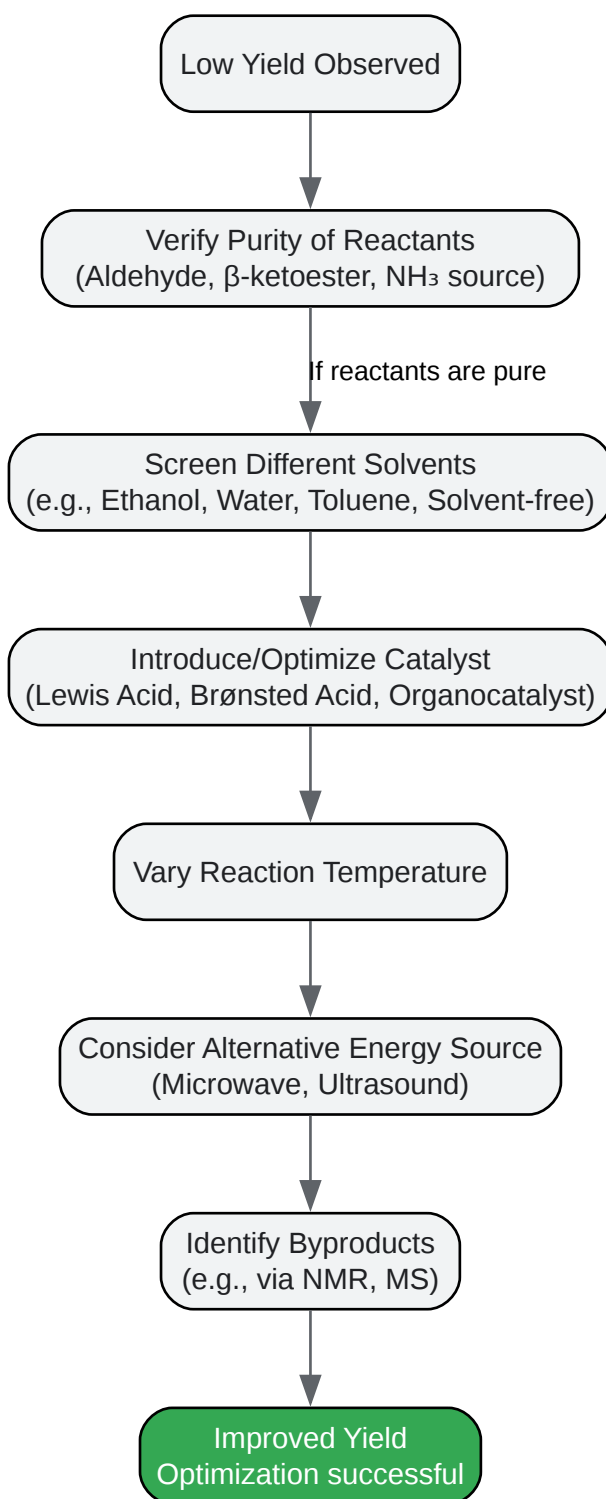 Low Yield Observed
Verify Purity of Reactants
(Aldehyde, β-ketoester, NH₃ source)
If reactants are pure
Screen Different Solvents
(e.g., Ethanol, Water, Toluene, Solvent-free)
Introduce/Optimize Catalyst
(Lewis Acid, Brønsted Acid, Organocatalyst)
Vary Reaction Temperature
Consider Alternative Energy Source
(Microwave, Ultrasound)
Identify Byproducts
(e.g., via NMR, MS)
Improved Yield
Optimization successful